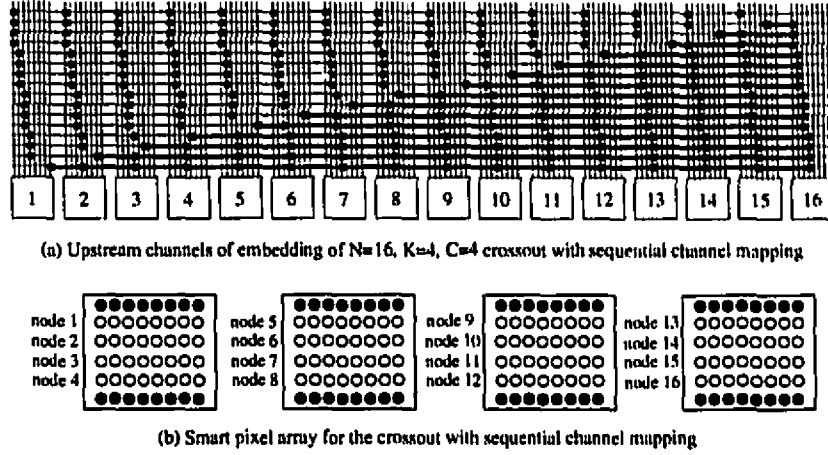 1 2 3 4 5 6 7 8 9 10 11 12 13 14 15 16
(a) Upstream channels of embedding of N=16, K=4, C=4 crossout with sequential channel mapping
node 1 node 5 node 9 node 13
node 2 node 6 node 10 node 14
node 3 node 7 node 11 node 15
node 4 node 8 node 12 node 16
(b) Smart pixel array for the crossout with sequential channel mapping